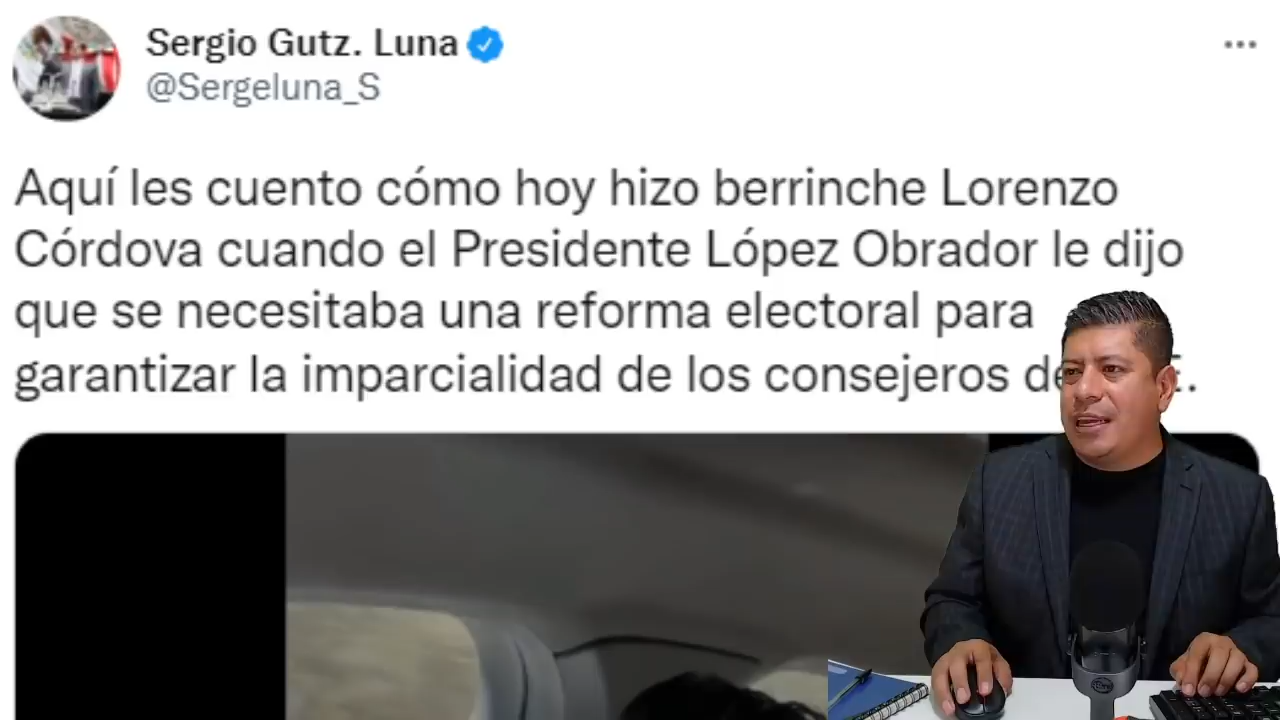 Sergio Gutz. Luna
@Sergeluna_S
Aquí les cuento cómo hoy hizo berrinche Lorenzo
Córdova cuando el Presidente López Obrador le dijo
que se necesitaba una reforma electoral para
garantizar la imparcialidad de los consejeros